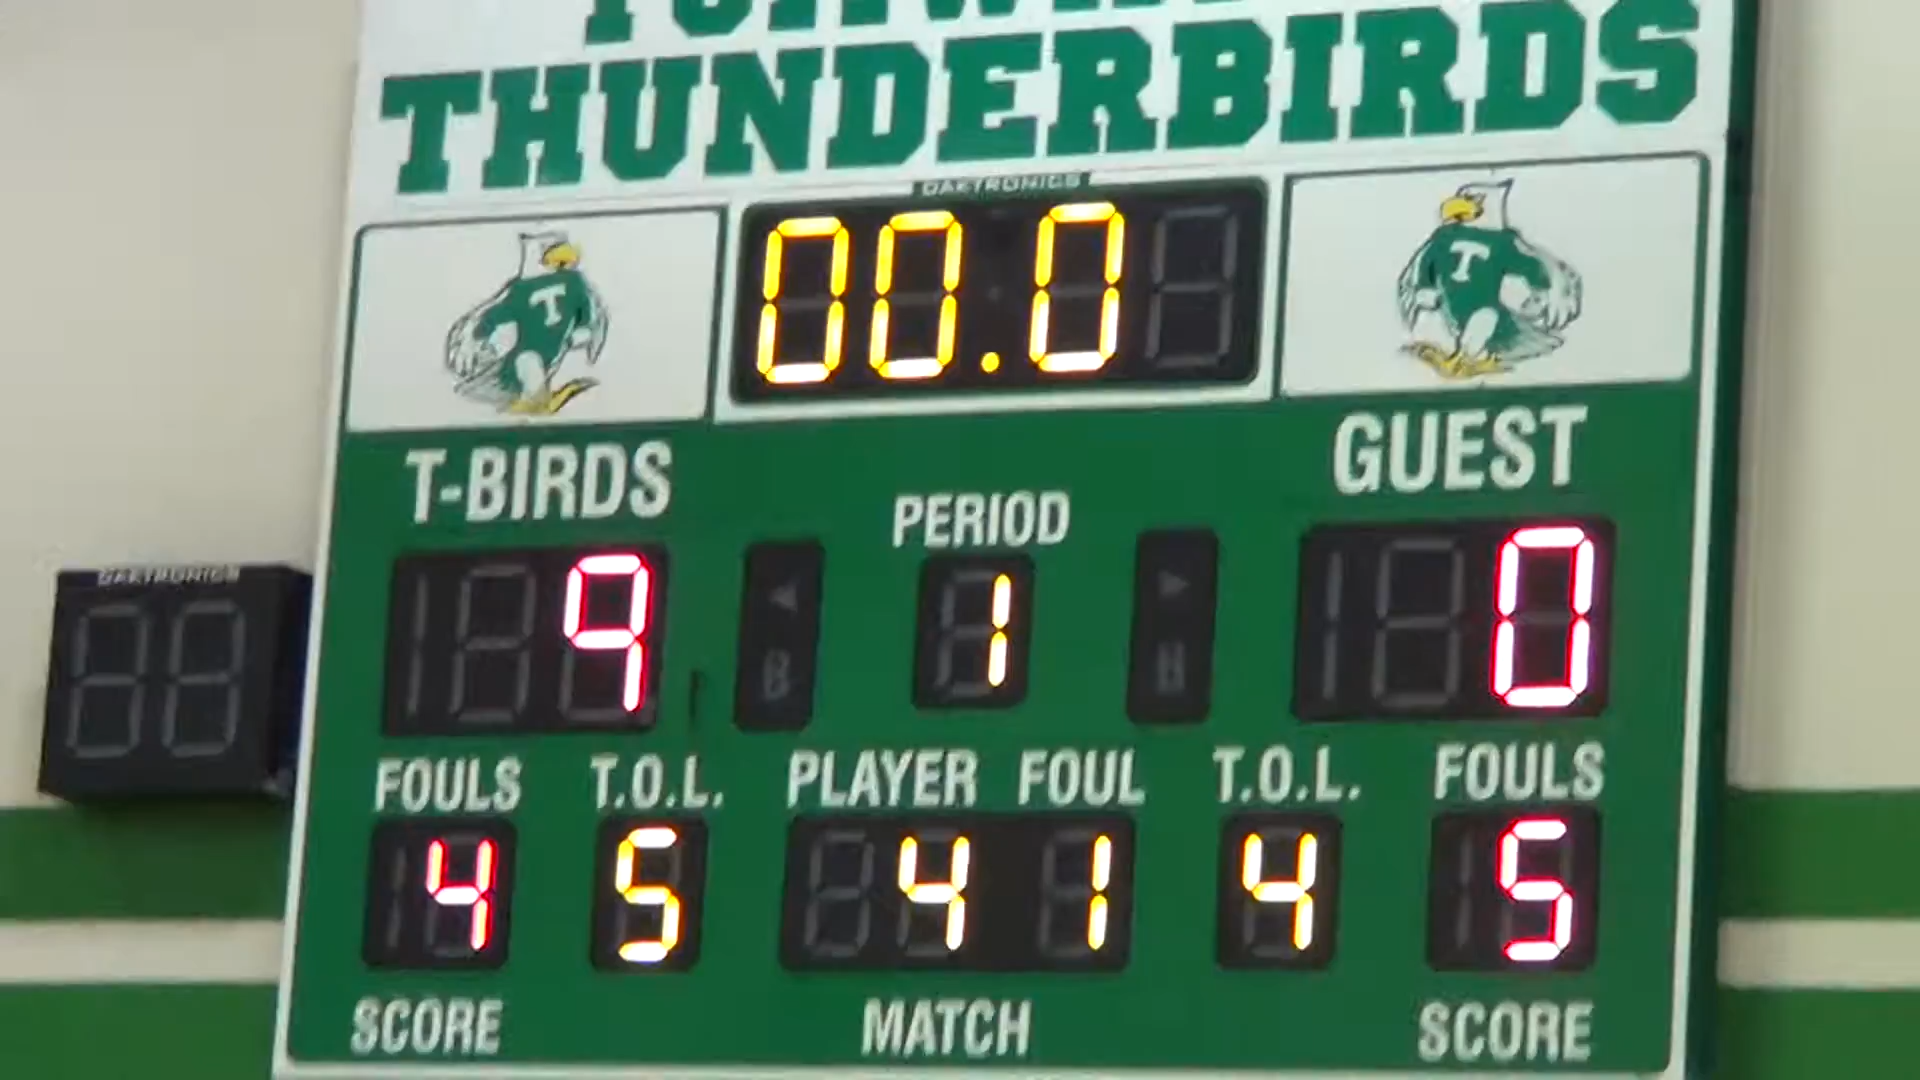 THUNDERBIRDS
DAKTRONICS
T
00.0
T
T-BIRDS
GUEST
PERIOD
DAKTRONICS
9
1
0
B
B
FOULS T.O.L. PLAYER FOUL T.O.L. FOULS
4 5 4 1 4 5
SCORE MATCH SCORE